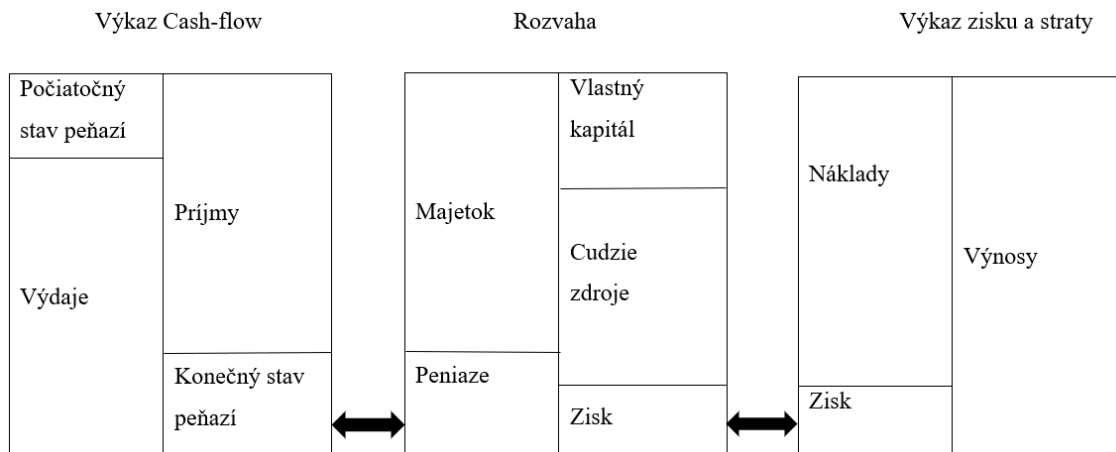 Výkaz Cash-flow
Rozvaha
Výkaz zisku a straty
Počiatočný
stav peňazí
Výdaje
Príjmy
Konečný stav
peňazí
Majetok
Peniaze
Vlastný
kapitál
Cudzie
zdroje
Zisk
Náklady
Zisk
Výnosy